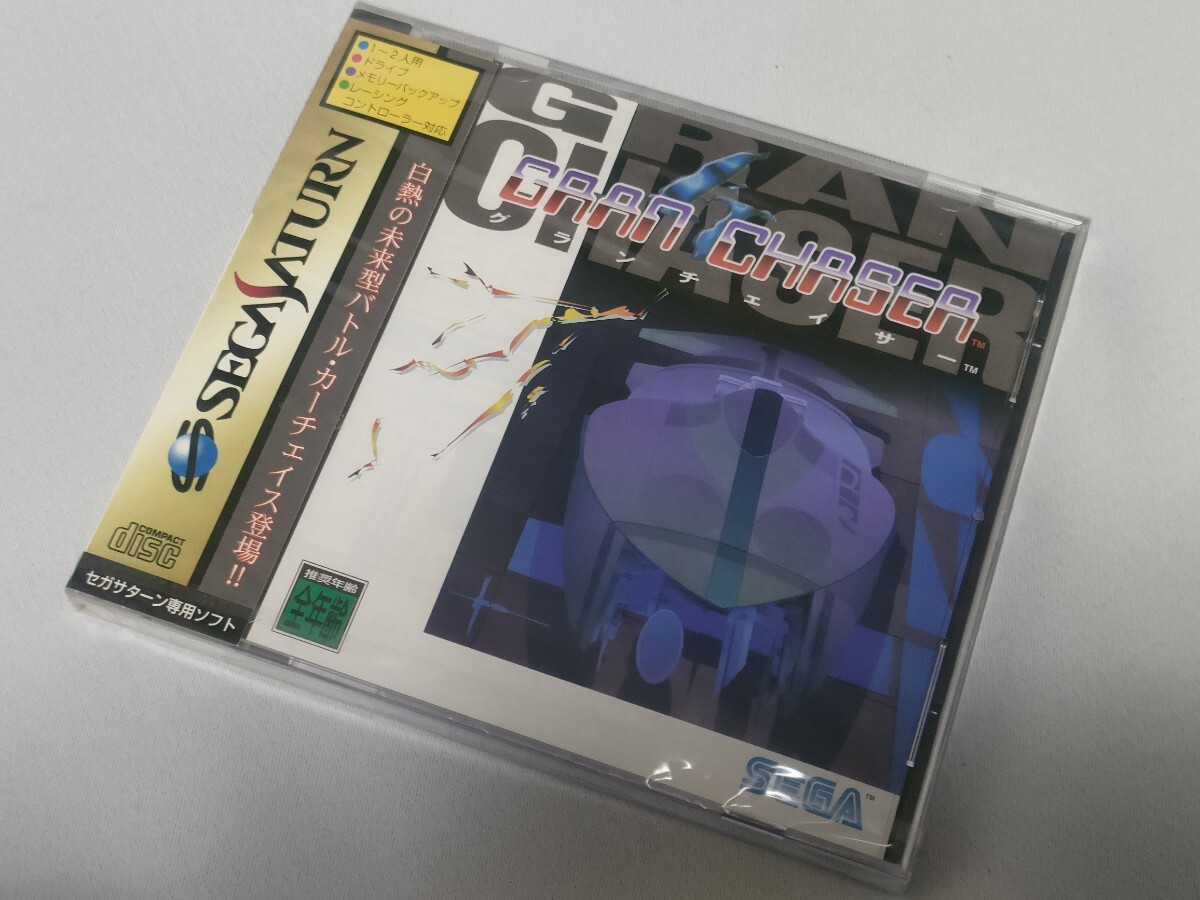 1〜2人用
ドライブ
メモリーバックアップ
レーシング
コントローラー対応
SEGA SATURN
COMPACT
disc
セガサターン専用ソフト
白熱の未来型バトル・カーチェイス登場!!
GRAN
CHASER
GRAN CHASER™
グランチェイサー™
推奨年齢
全年齢
SEGA™